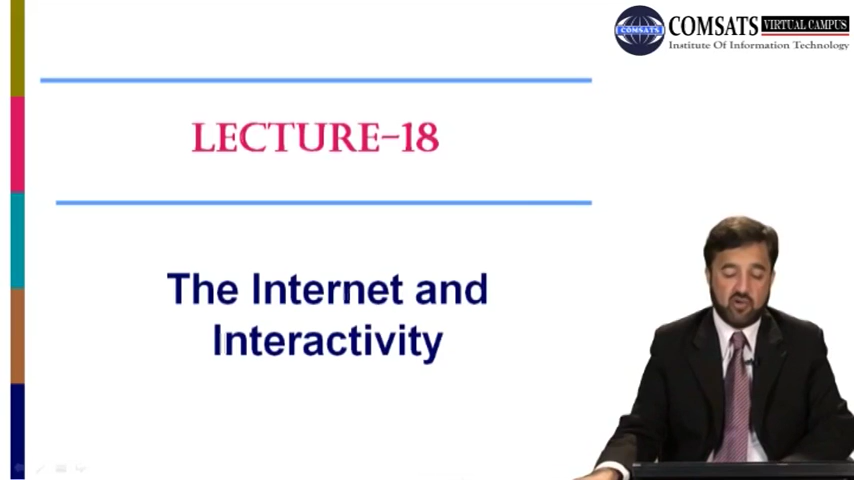 COMSATS
COMSATS VIRTUAL CAMPUS
Institute Of Information Technology
LECTURE-18
The Internet and
Interactivity